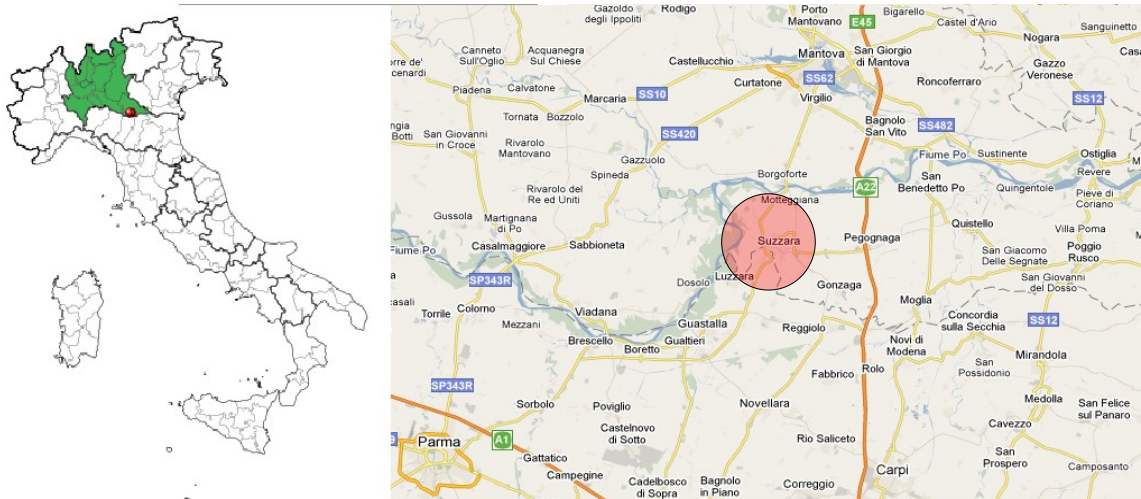 Gazoldo
degli Ippoliti
Rodigo
Porto
Mantovano
E45
Bigarello
Castel d'Ario
Sanguinetto
Nogara
Canneto
Sull'Oglio
Acquanegra
Sul Chiese
Mantova
San Giorgio
di Mantova
Gazzo
Veronese
Castellucchio
Curtatone
SS62
Roncoferraro
Piadena
Calvatone
Marcaria
SS10
Virgilio
SS12
Tornata
Bozzolo
Bagnolo
San Vito
SS482
San Giovanni
in Croce
Rivarolo
Mantovano
SS420
Gazzuolo
Fiume Po
Sustinente
Ostiglia
Spineda
Borgoforte
A22
San
Benedetto Po
Revere
Quingentole
Pieve di
Coriano
Rivarolo del
Re ed Uniti
Motteggiana
Gussola
Martignana
di Po
Quistello
Villa Poma
Fiume Po
Casalmaggiore
Sabbioneta
Suzzara
Pegognaga
San Giacomo
Delle Segnate
Poggio
Rusco
SP343R
Dosolo
Luzzara
Gonzaga
San Giovanni
del Dosso
Moglia
Torrile
Colorno
Mezzani
Viadana
Guastalla
Concordia
sulla Secchia
SS12
Brescello
Boretto
Gualtieri
Reggiolo
Novi di
Modena
Mirandola
San
Possidonio
SP343R
Fabbrico
Rolo
Sorbolo
Poviglio
Novellara
Medolla
San Felice
sul Panaro
Castelnovo
di Sotto
Cavezzo
Parma
A1
Rio Saliceto
San
Prospero
Camposanto
Gattatico
Campegine
Cadelbosco
di Sopra
Bagnolo
in Piano
Correggio
Carpi